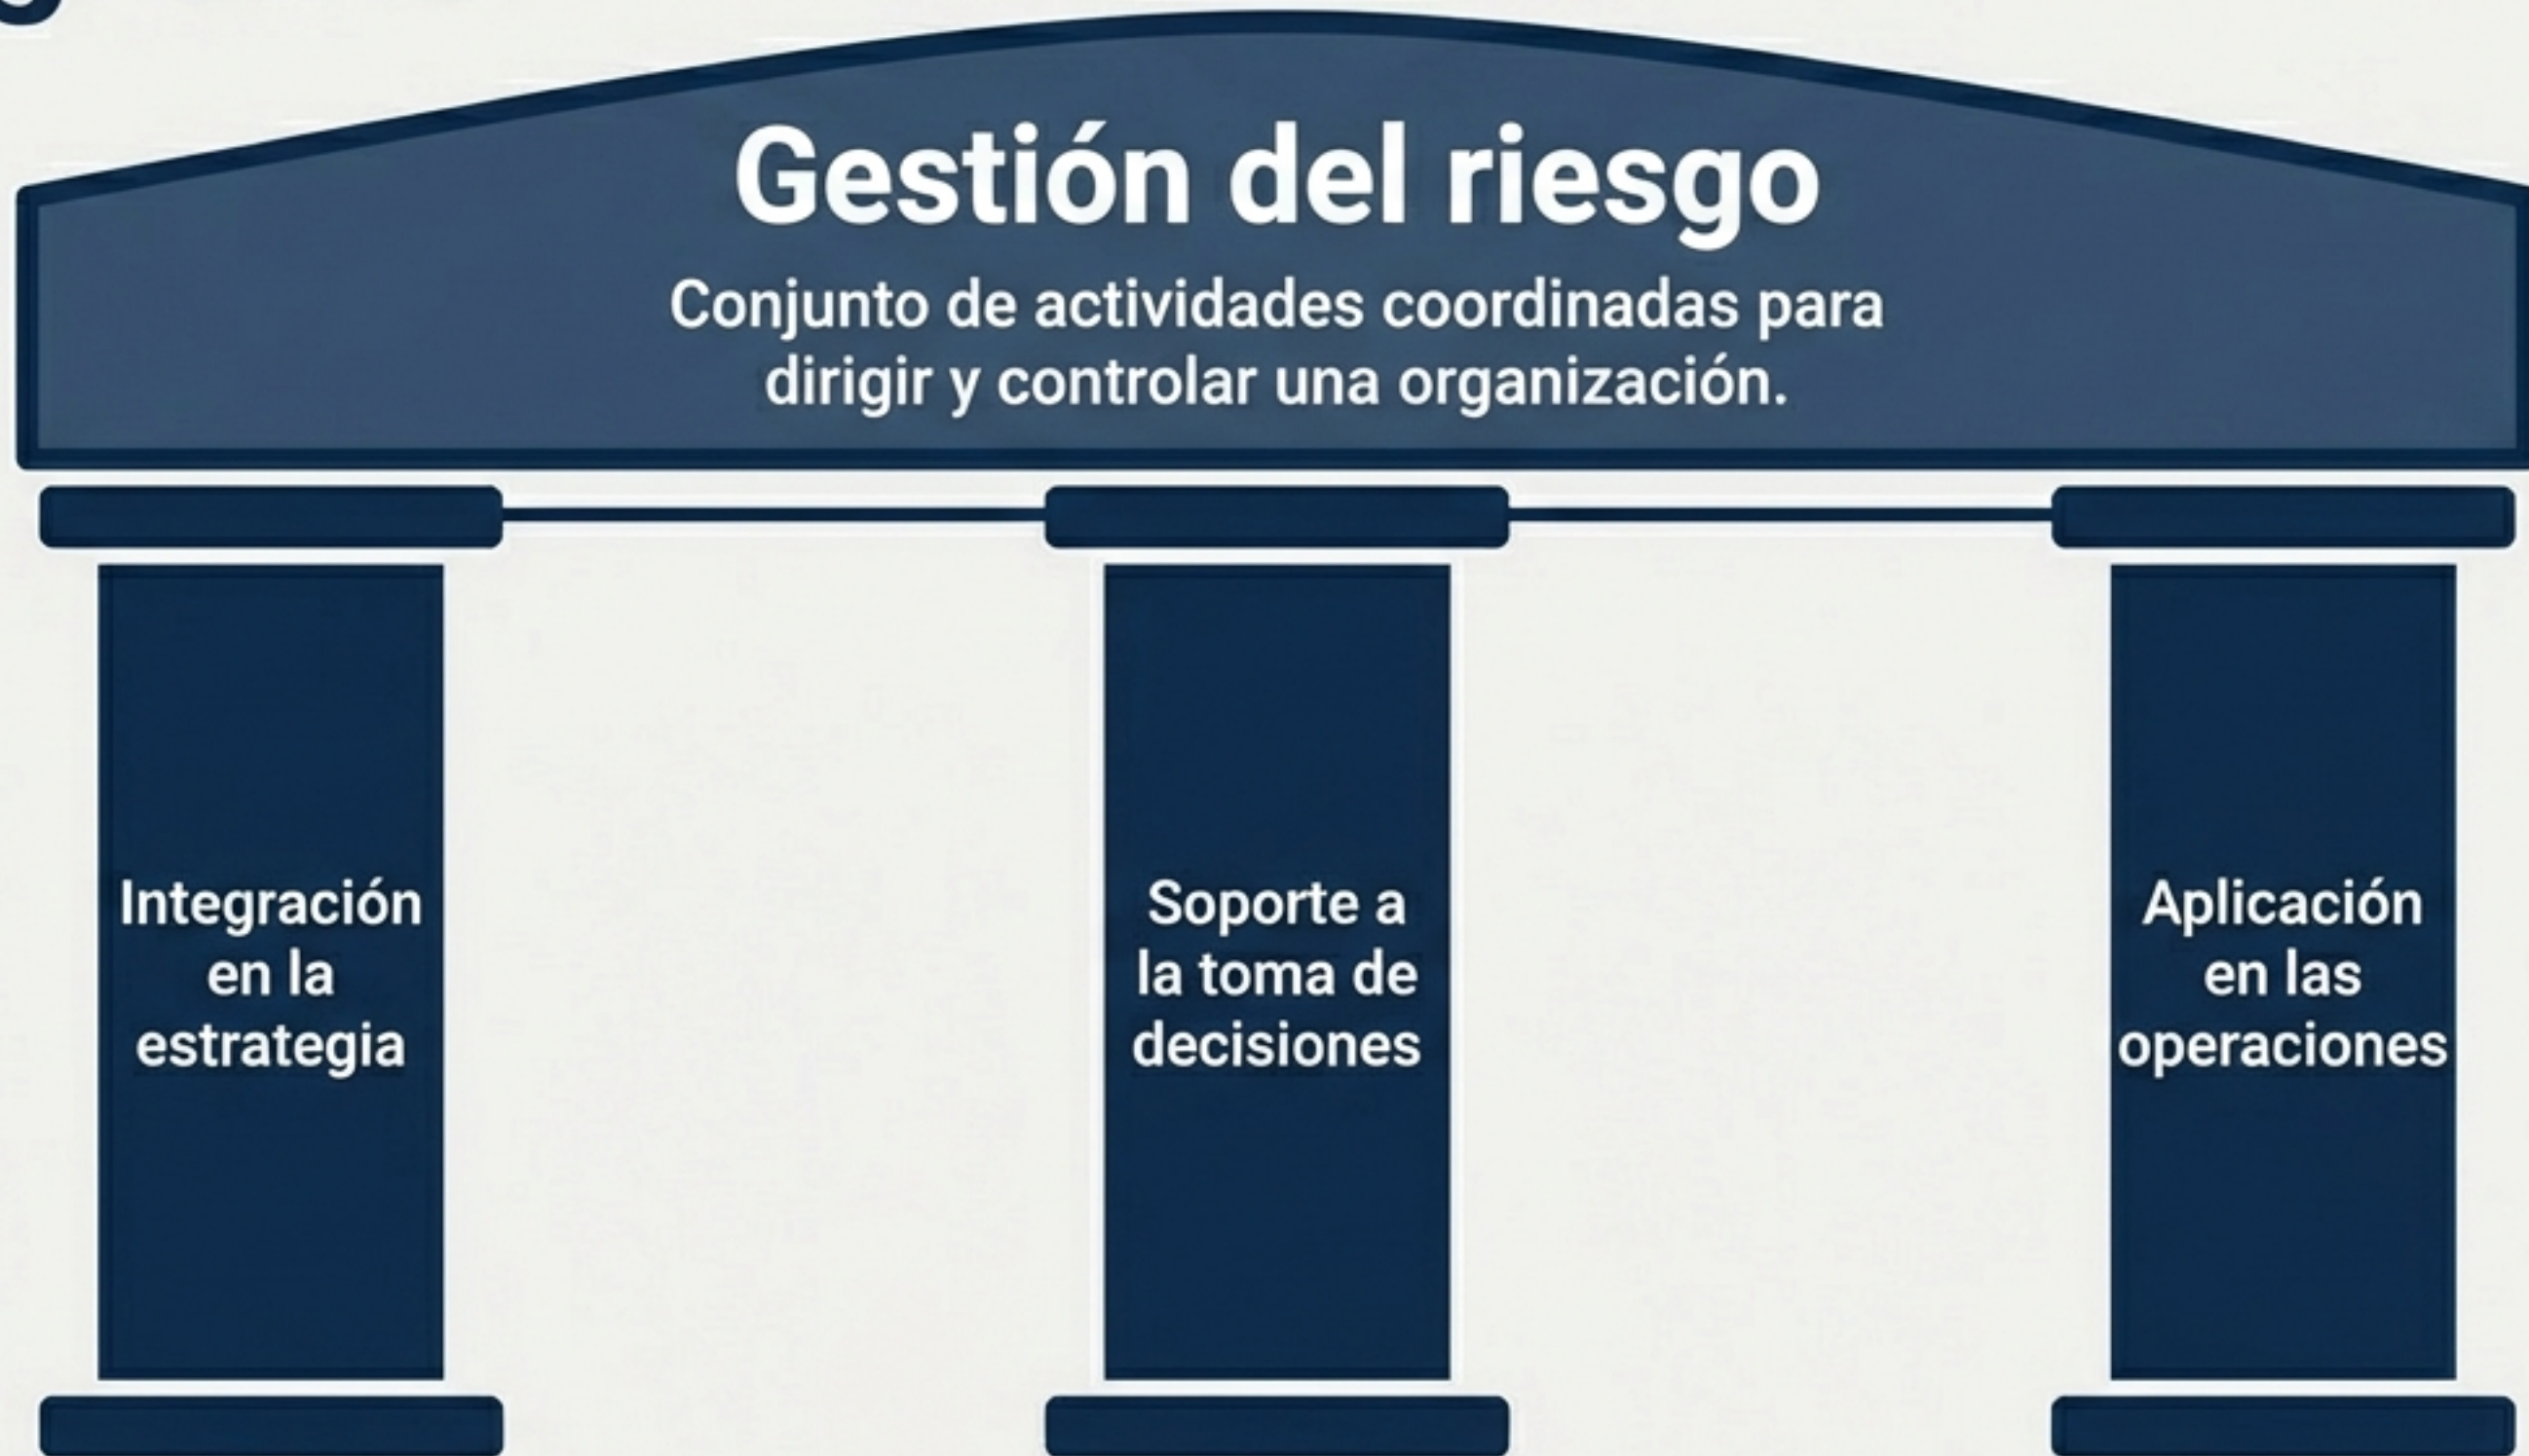 Gestión del riesgo
Conjunto de actividades coordinadas para
dirigir y controlar una organización.
Integración
en la
estrategia
Soporte a
la toma de
decisiones
Aplicación
en las
operaciones